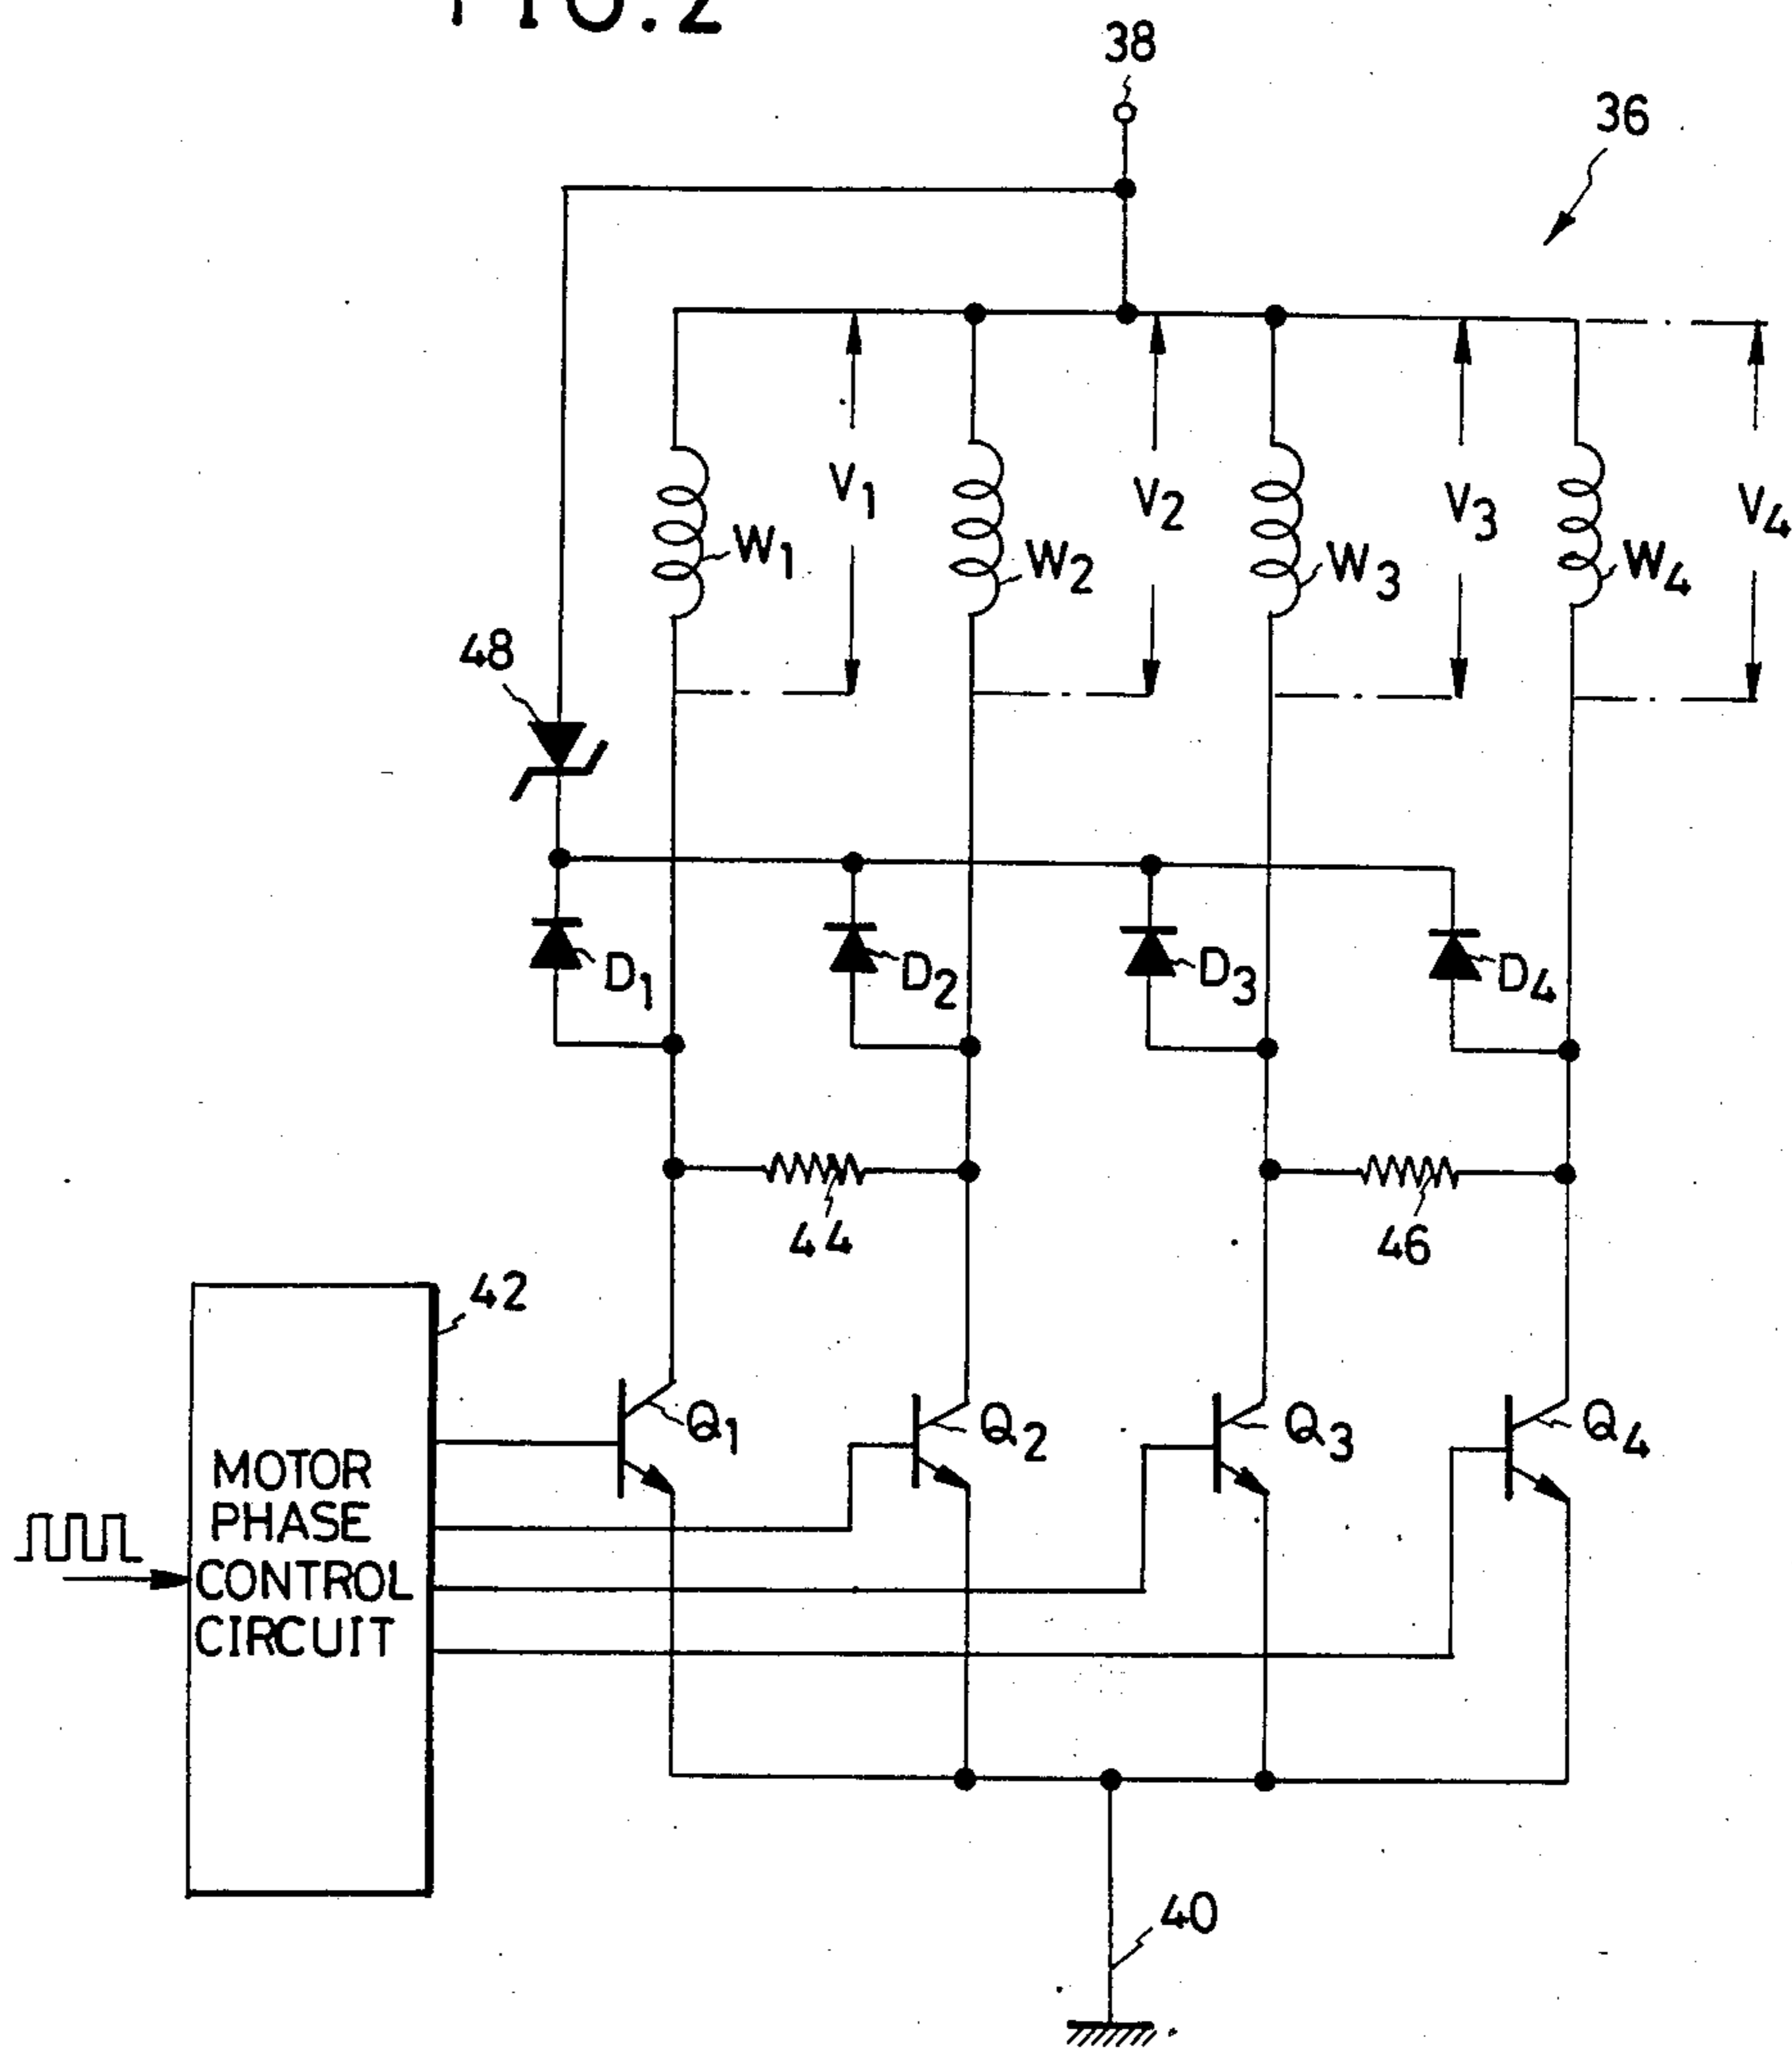 FIG.2
38
36
V1
V2
V3
V4
W1
W2
W3
W4
48
D1
D2
D3
D4
44
46
42
Q1
Q2
Q3
Q4
MOTOR
PHASE
CONTROL
CIRCUIT
40